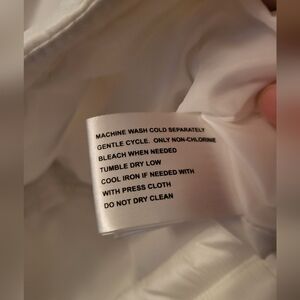 MACHINE WASH COLD SEPARATELY
GENTLE CYCLE. ONLY NON-CHLORINE
BLEACH WHEN NEEDED
TUMBLE DRY LOW
COOL IRON IF NEEDED WITH
WITH PRESS CLOTH
DO NOT DRY CLEAN